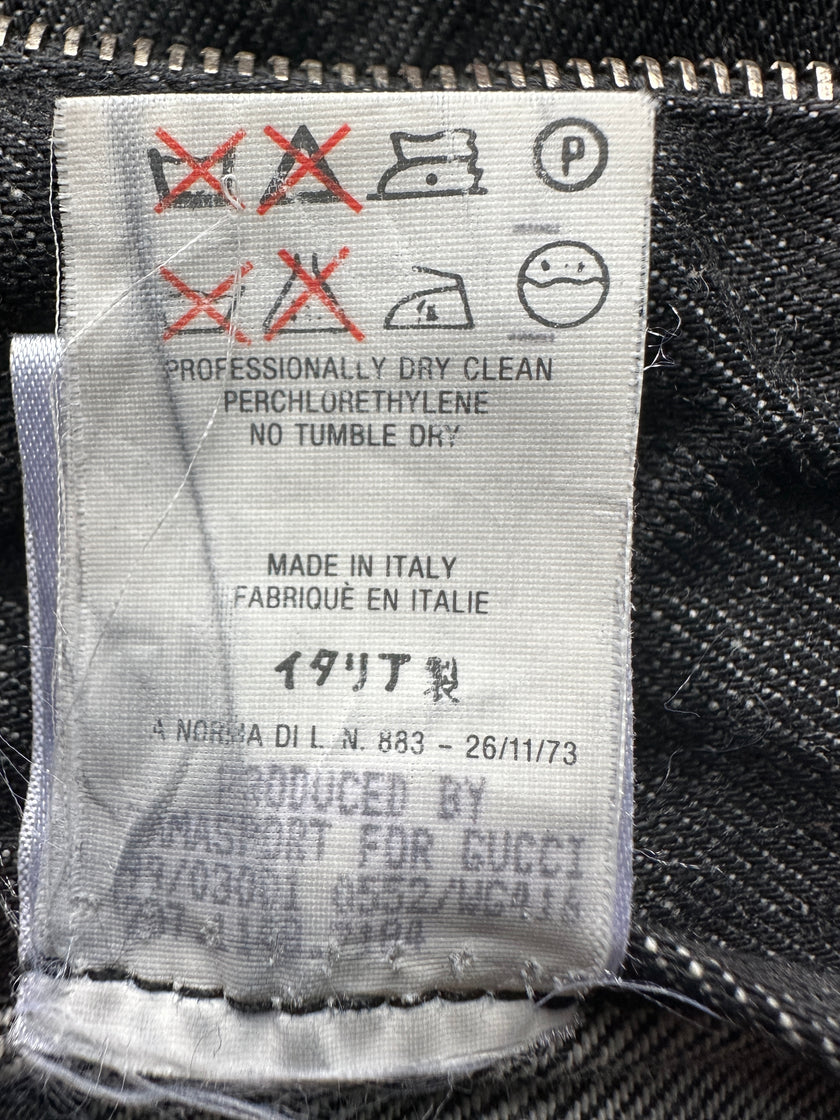 P
PROFESSIONALLY DRY CLEAN
PERCHLORETHYLENE
NO TUMBLE DRY
MADE IN ITALY
FABRIQUÈ EN ITALIE
イタリア製
A NORMA DI L. N. 883 - 26/11/73
PRODUCED BY
FOR GUCCI